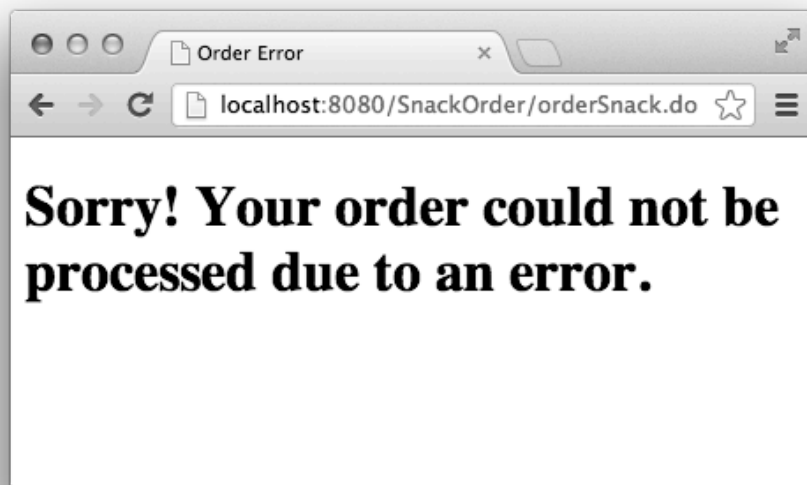 Order Error
localhost:8080/SnackOrder/orderSnack.do
Sorry! Your order could not be
processed due to an error.